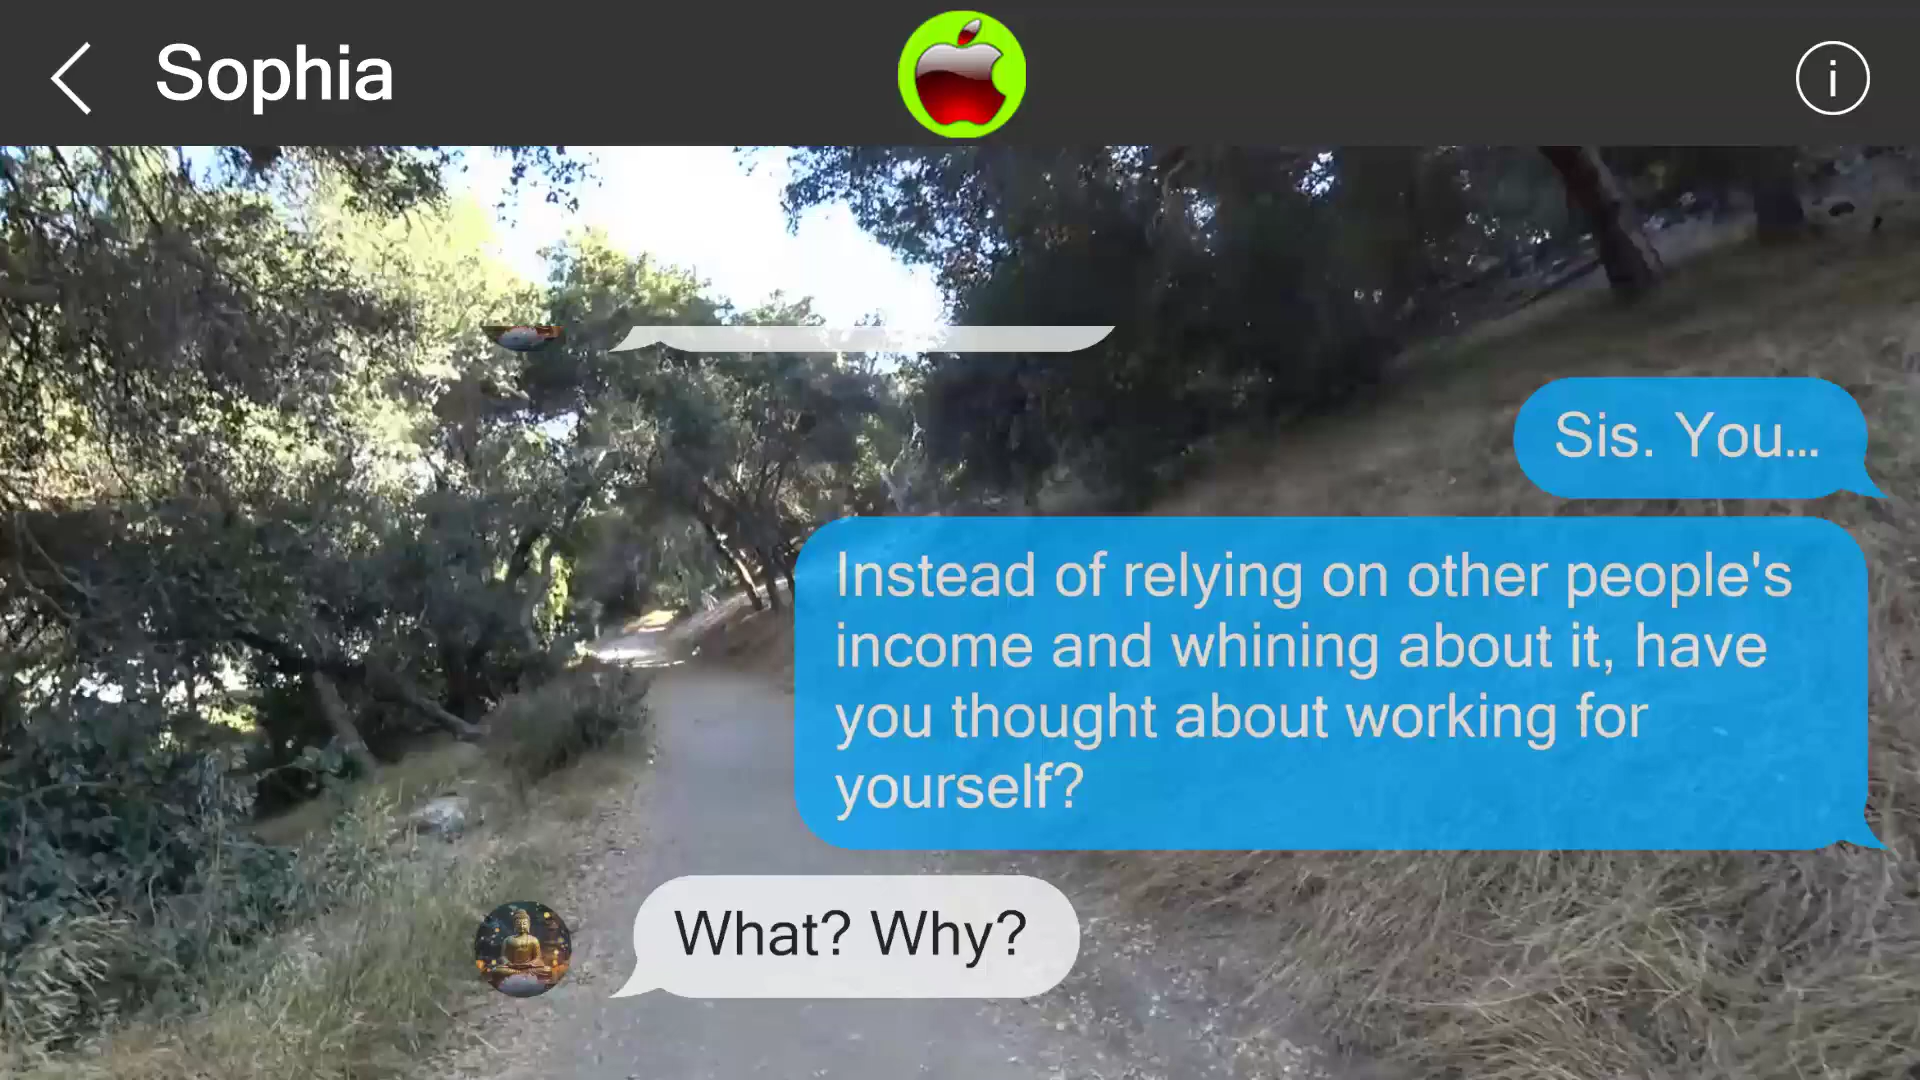 Sophia
i
Sis. You...
Instead of relying on other people's
income and whining about it, have
you thought about working for
yourself?
What? Why?